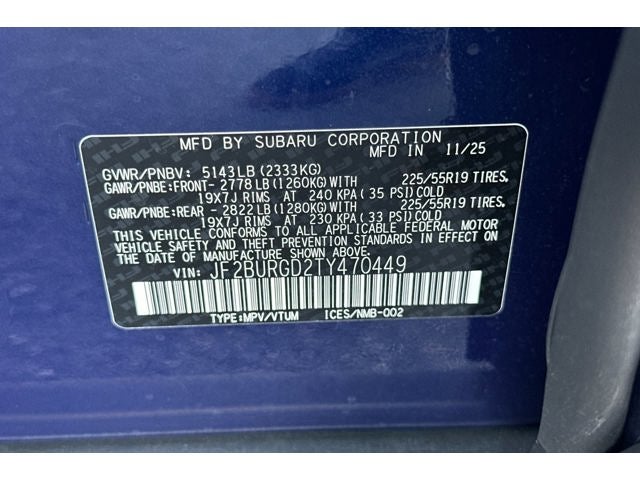 MFD BY SUBARU CORPORATION
MFD IN 11/25
GVWR/PNBV: 5143LB (2333KG)
GAWR/PNBE:FRONT- 2778LB (1260KG)WITH 225/55R19 TIRES,
19X7J RIMS AT 240 KPA (35 PSI)COLD
GAWR/PNBE:REAR - 2822LB (1280KG)WITH 225/55R19 TIRES,
19X7J RIMS AT 230 KPA (33 PSI)COLD
THIS VEHICLE CONFORMS TO ALL APPLICABLE FEDERAL MOTOR
VEHICLE SAFETY AND THEFT PREVENTION STANDARDS IN EFFECT ON
THE DATE OF MANUFACTURE SHOWN ABOVE.
VIN: JF2BURGD2TY470449
TYPE:MPV/VTUM ICES/NMB-002